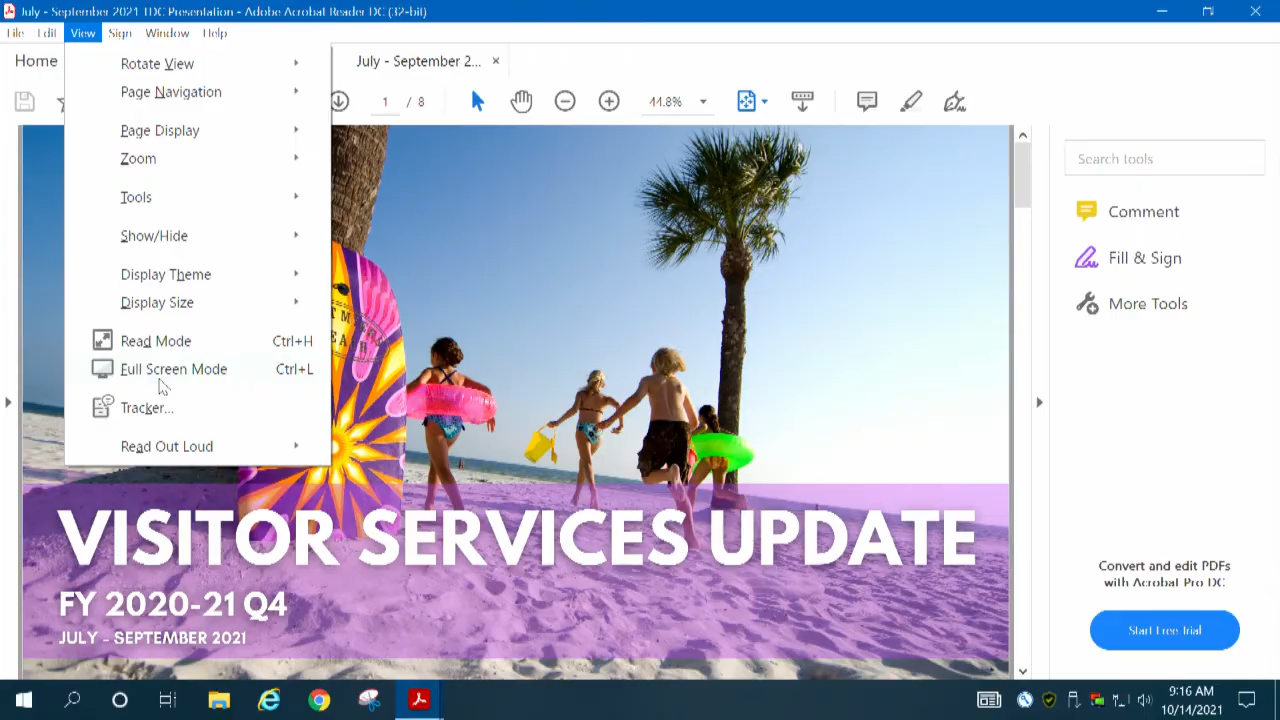 July - September 2021 TDC Presentation - Adobe Acrobat Reader DC (32-bit)
File Edit View Sign Window Help
Home
July - September 2... ×
1 / 8
44.8%
Rotate View
Page Navigation
Page Display
Zoom
Tools
Show/Hide
Display Theme
Display Size
Read Mode Ctrl+H
Full Screen Mode Ctrl+L
Tracker...
Read Out Loud
Search tools
Comment
Fill & Sign
More Tools
Convert and edit PDFs
with Acrobat Pro DC
Start Free Trial
VISITOR SERVICES UPDATE
FY 2020-21 Q4
JULY - SEPTEMBER 2021
9:16 AM
10/14/2021